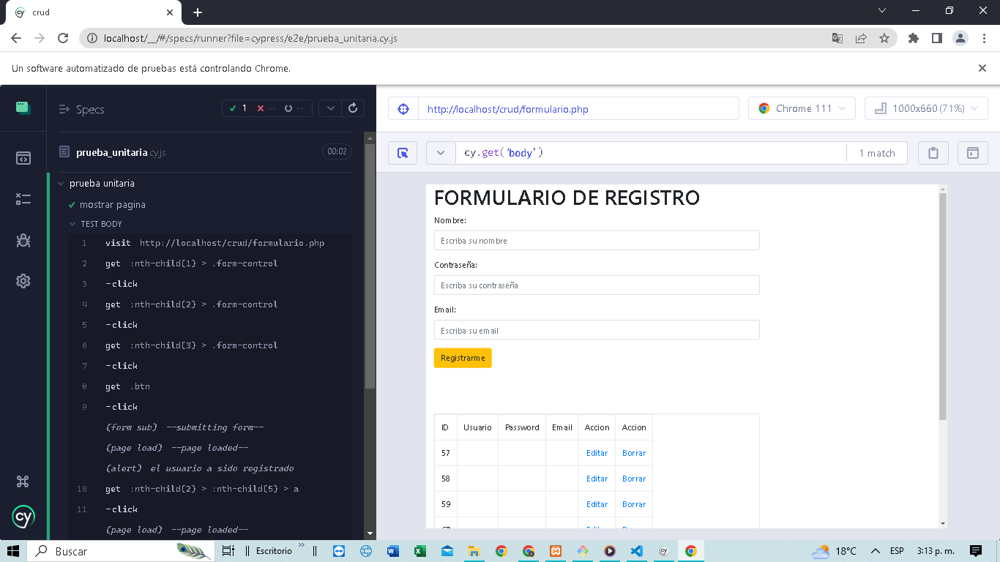 cy crud
localhost/__/#/specs/runner?file=cypress/e2e/prueba_unitaria.cy.js
Un software automatizado de pruebas está controlando Chrome.
Specs
1 -- --
prueba_unitaria.cy.js 00:02
prueba unitaria
mostrar pagina
TEST BODY
1 visit http://localhost/crud/formulario.php
2 get :nth-child(1) > .form-control
3 -click
4 get :nth-child(2) > .form-control
5 -click
6 get :nth-child(3) > .form-control
7 -click
8 get .btn
9 -click
(form sub) --submitting form--
(page load) --page loaded--
(alert) el usuario a sido registrado
10 get :nth-child(2) > :nth-child(5) > a
11 -click
(page load) --page loaded--
cy
http://localhost/crud/formulario.php
Chrome 111
1000x660 (71%)
cy.get('body')
1 match
FORMULARIO DE REGISTRO
Nombre:
Escriba su nombre
Contraseña:
Escriba su contraseña
Email:
Escriba su email
Registrarme
ID Usuario Password Email Accion Accion
57 Editar Borrar
58 Editar Borrar
59 Editar Borrar
Buscar
Escritorio
18°C
ESP
3:13 p. m.